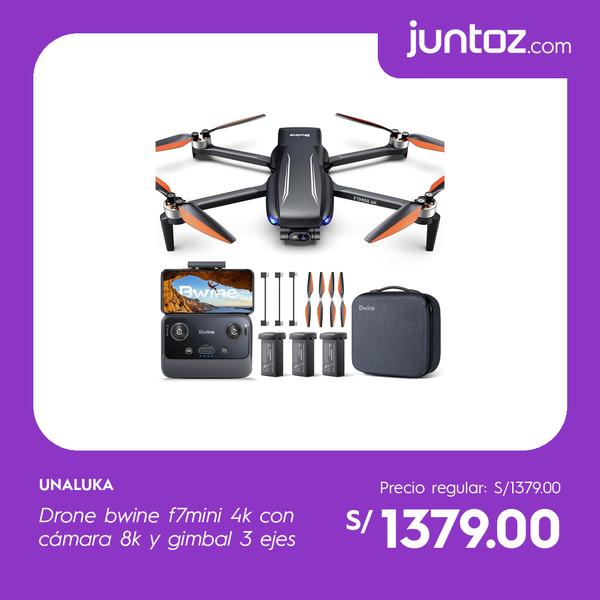 juntoz.com
Bwine
F7MINI 4K
Bwine
Bwine
Bwine
UNALUKA
Drone bwine f7mini 4k con
cámara 8k y gimbal 3 ejes
Precio regular: S/1379.00
S/ 1379.00